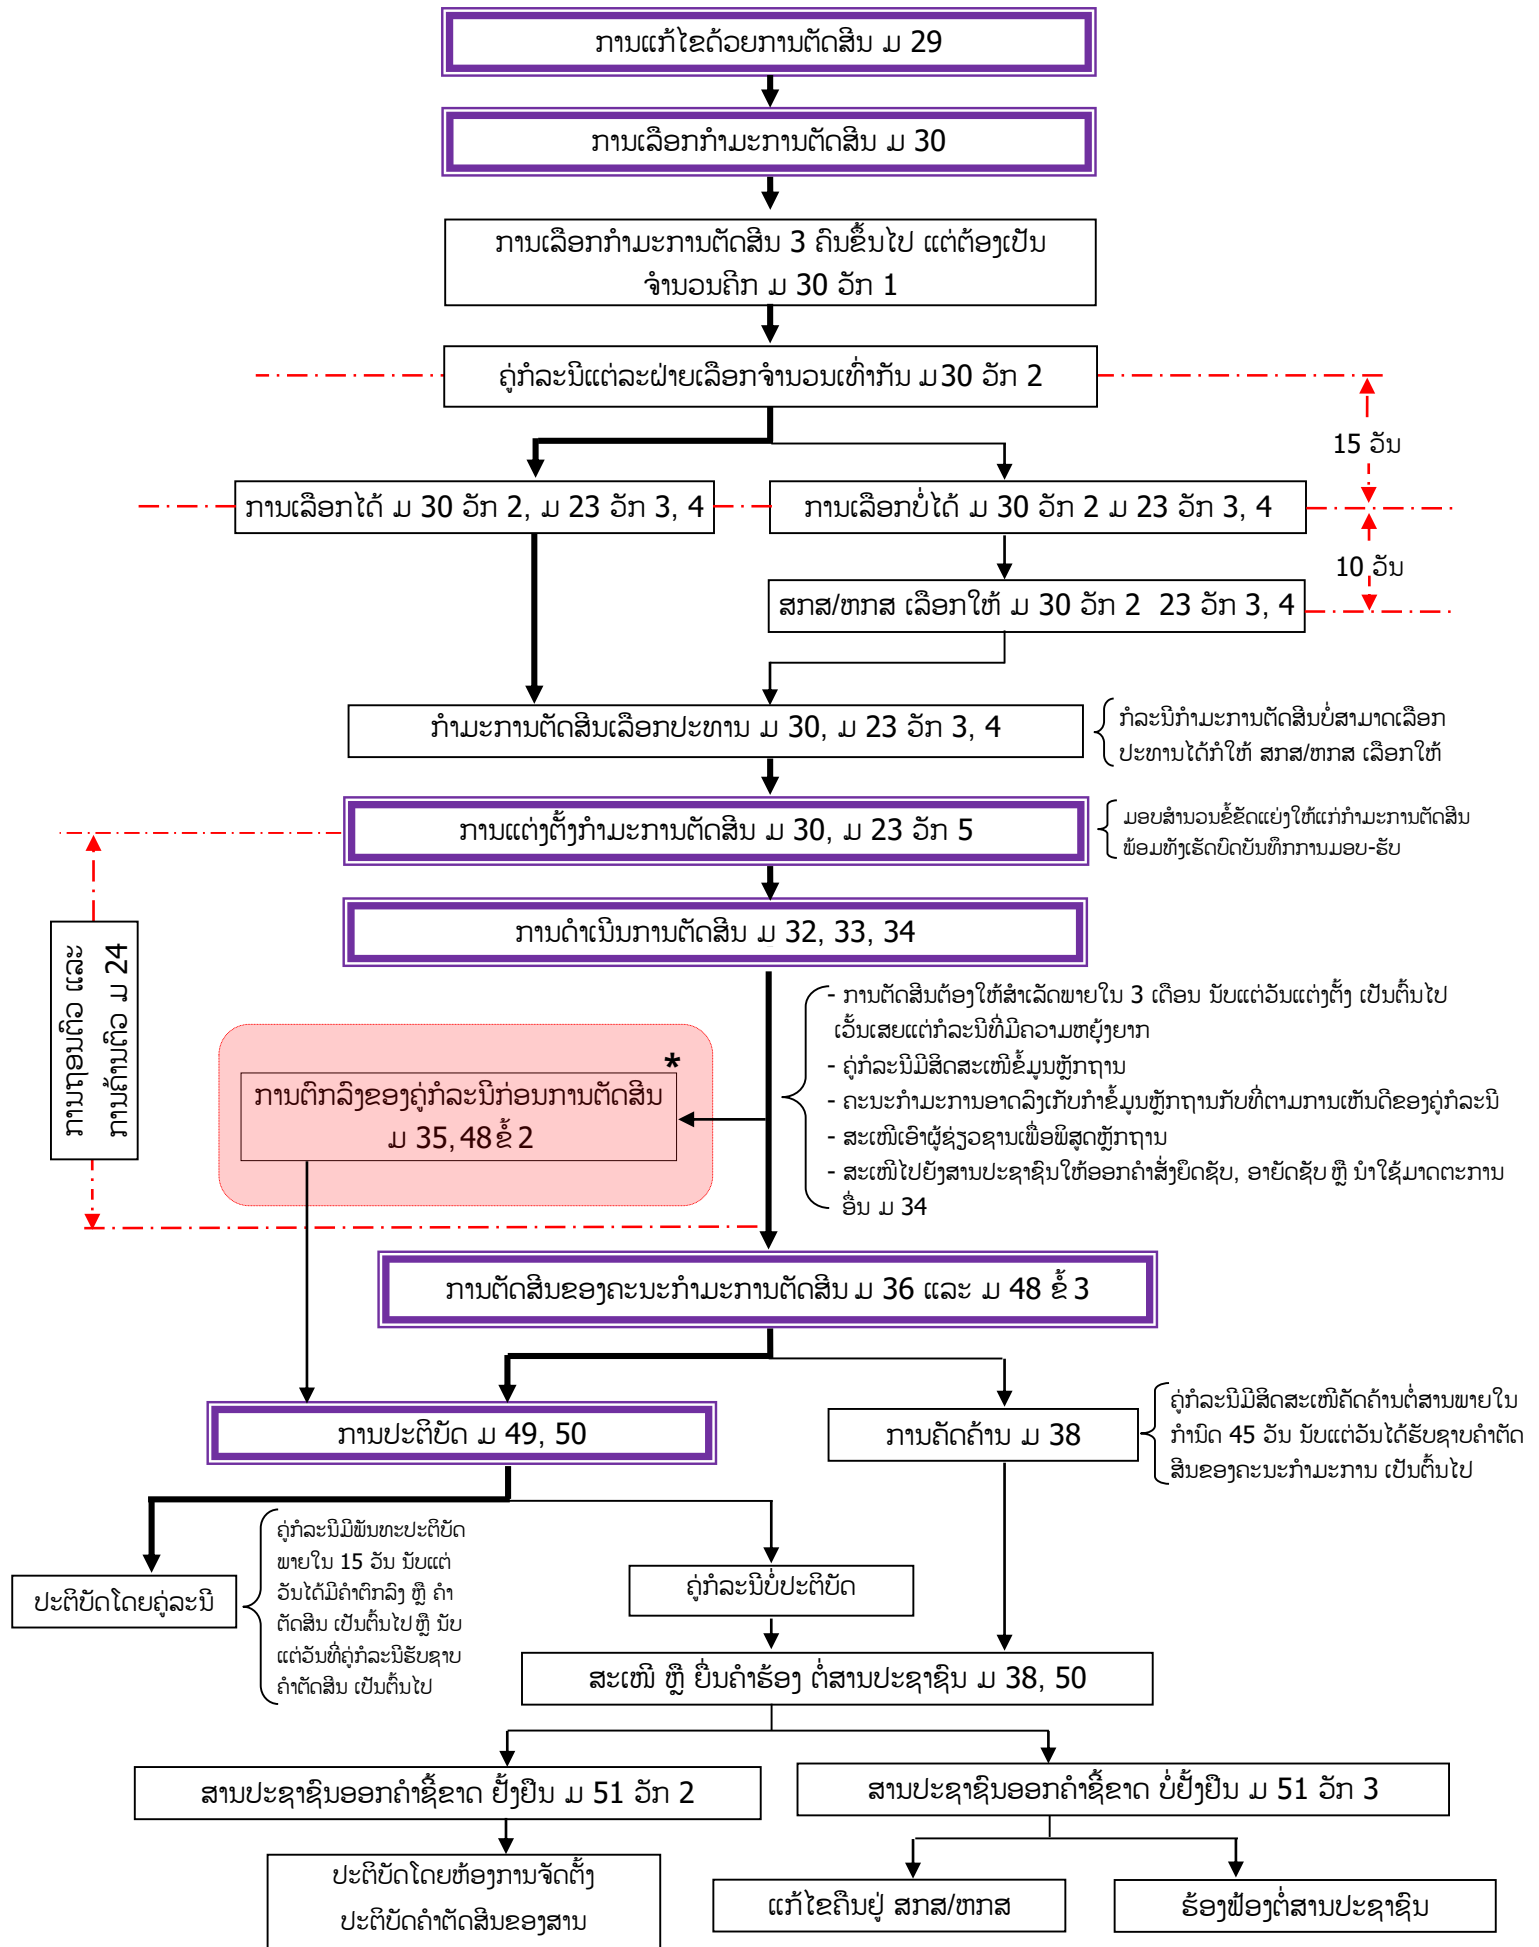 ການແກ້ໄຂດ້ວຍການຕັດສີນ ມ 29
ການເລືອກກຳມະການຕັດສີນ ມ 30
ການເລືອກກຳມະການຕັດສີນ 3 ຄົນຂຶ້ນໄປ ແຕ່ຕ້ອງເປັນ
ຈຳນວນຄີກ ມ 30 ວັກ 1
ຄູ່ກໍລະນີແຕ່ລະຝ່າຍເລືອກຈຳນວນເທົ່າກັນ ມ30 ວັກ 2
15 ວັນ
ການເລືອກໄດ້ ມ 30 ວັກ 2, ມ 23 ວັກ 3, 4
ການເລືອກບໍ່ໄດ້ ມ 30 ວັກ 2 ມ 23 ວັກ 3, 4
10 ວັນ
ສກສ/ຫກສ ເລືອກໃຫ້ ມ 30 ວັກ 2 23 ວັກ 3, 4
ກຳມະການຕັດສີນເລືອກປະທານ ມ 30, ມ 23 ວັກ 3, 4
ກໍລະນີກຳມະການຕັດສີນບໍ່ສາມາດເລືອກ
ປະທານໄດ້ກໍໃຫ້ ສກສ/ຫກສ ເລືອກໃຫ້
ການແຕ່ງຕັ້ງກຳມະການຕັດສີນ ມ 30, ມ 23 ວັກ 5
ມອບສຳນວນຂໍ້ຂັດແຍ່ງໃຫ້ແກ່ກຳມະການຕັດສີນ
ພ້ອມທັງເຮັດບົດບັນທຶກການມອບ-ຮັບ
ການດຳເນີນການຕັດສີນ ມ 32, 33, 34
ການຖອນຕົວ ແລະ
ການຄ້ານຕົວ ມ 24
- ການຕັດສີນຕ້ອງໃຫ້ສຳເລັດພາຍໃນ 3 ເດືອນ ນັບແຕ່ວັນແຕ່ງຕັ້ງ ເປັນຕົ້ນໄປ
ເວັ້ນເສຍແຕ່ກໍລະນີທີ່ມີຄວາມຫຍຸ້ງຍາກ
- ຄູ່ກໍລະນີມີສິດສະເໜີຂໍ້ມູນຫຼັກຖານ
- ຄະນະກຳມະການອາດລົງເກັບກຳຂໍ້ມູນຫຼັກຖານກັບທີ່ຕາມການເຫັນດີຂອງຄູ່ກໍລະນີ
- ສະເໜີເອົາຜູ້ຊ່ຽວຊານເພື່ອພິສູດຫຼັກຖານ
- ສະເໜີໄປຍັງສານປະຊາຊົນໃຫ້ອອກຄຳສັ່ງຍຶດຊັບ, ອາຍັດຊັບ ຫຼື ນຳໃຊ້ມາດຕະການ
ອື່ນ ມ 34
*
ການຕົກລົງຂອງຄູ່ກໍລະນີກ່ອນການຕັດສີນ
ມ 35, 48 ຂໍ້ 2
ການຕັດສີນຂອງຄະນະກຳມະການຕັດສີນ ມ 36 ແລະ ມ 48 ຂໍ້ 3
ການປະຕິບັດ ມ 49, 50
ການຄັດຄ້ານ ມ 38
ຄູ່ກໍລະນີມີສິດສະເໜີຄັດຄ້ານຕໍ່ສານພາຍໃນ
ກຳນົດ 45 ວັນ ນັບແຕ່ວັນໄດ້ຮັບຊາບຄຳຕັດ
ສີນຂອງຄະນະກຳມະການ ເປັນຕົ້ນໄປ
ປະຕິບັດໂດຍຄູ່ລະນີ
ຄູ່ກໍລະນີມີພັນທະປະຕິບັດ
ພາຍໃນ 15 ວັນ ນັບແຕ່
ວັນໄດ້ມີຄຳຕົກລົງ ຫຼື ຄຳ
ຕັດສີນ ເປັນຕົ້ນໄປ ຫຼື ນັບ
ແຕ່ວັນທີ່ຄູ່ກໍລະນີຮັບຊາບ
ຄຳຕັດສີນ ເປັນຕົ້ນໄປ
ຄູ່ກໍລະນີບໍ່ປະຕິບັດ
ສະເໜີ ຫຼື ຍື່ນຄຳຮ້ອງ ຕໍ່ສານປະຊາຊົນ ມ 38, 50
ສານປະຊາຊົນອອກຄຳຊີ້ຂາດ ຢັ້ງຢືນ ມ 51 ວັກ 2
ສານປະຊາຊົນອອກຄຳຊີ້ຂາດ ບໍ່ຢັ້ງຢືນ ມ 51 ວັກ 3
ປະຕິບັດໂດຍຫ້ອງການຈັດຕັ້ງ
ປະຕິບັດຄຳຕັດສີນຂອງສານ
ແກ້ໄຂຄືນຢູ່ ສກສ/ຫກສ
ຮ້ອງຟ້ອງຕໍ່ສານປະຊາຊົນ